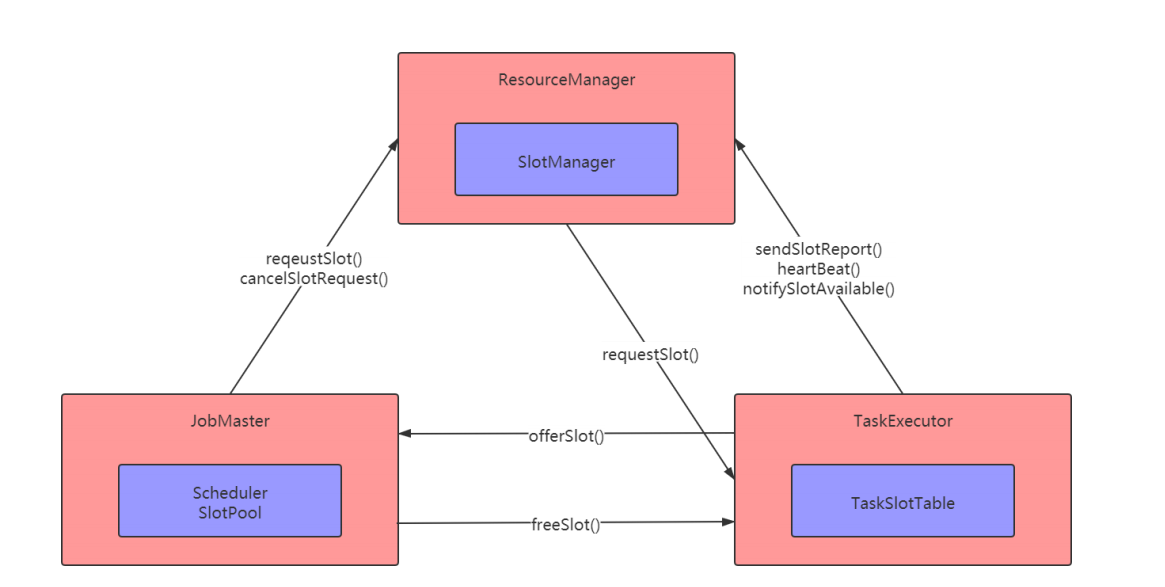 ResourceManager
SlotManager
reqeustSlot()
cancelSlotRequest()
sendSlotReport()
heartBeat()
notifySlotAvailable()
requestSlot()
JobMaster
Scheduler
SlotPool
offerSlot()
freeSlot()
TaskExecutor
TaskSlotTable